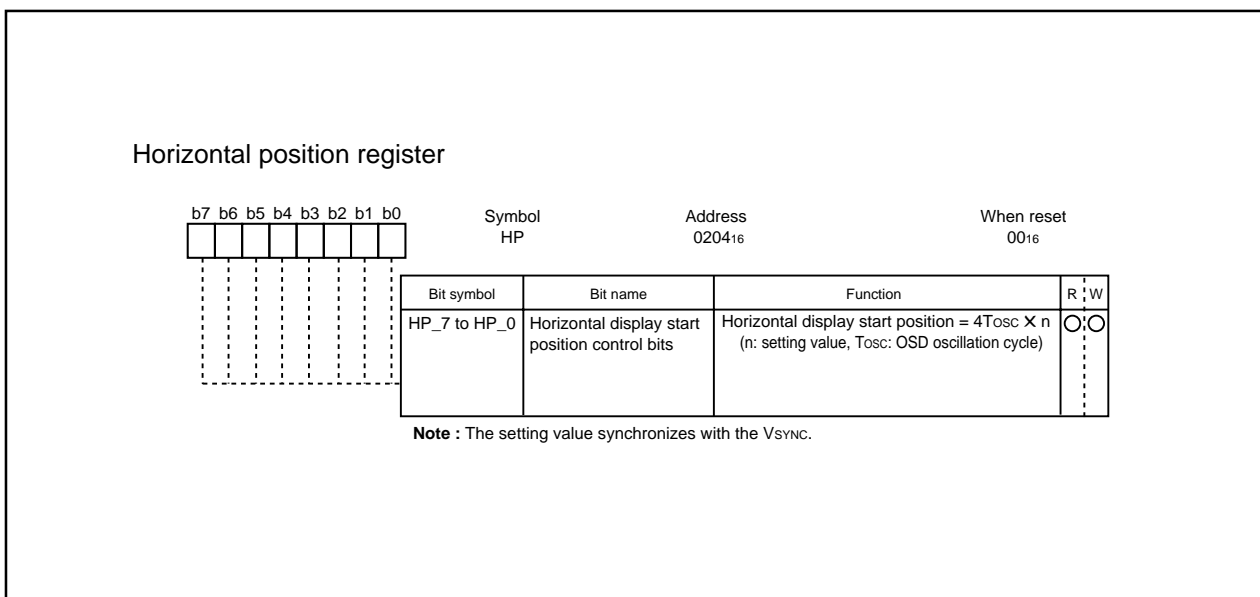 Horizontal position register
b7 b6 b5 b4 b3 b2 b1 b0
Symbol Address When reset
HP 020416 0016
Bit symbol Bit name Function R W
HP_7 to HP_0 Horizontal display start position control bits Horizontal display start position = 4Tosc X n
(n: setting value, Tosc: OSD oscillation cycle)
Note : The setting value synchronizes with the VSYNC.